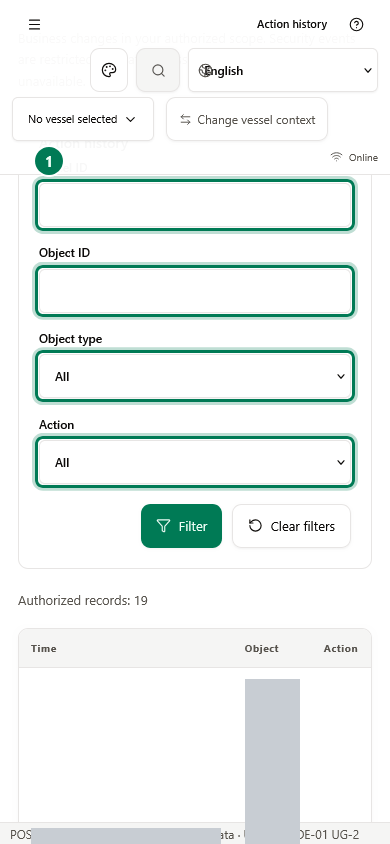 Action history
English
No vessel selected
Change vessel context
1
Online
Object ID
Object type
All
Action
All
Filter
Clear filters
Authorized records: 19
Time Object Action
DE-01 UG-2